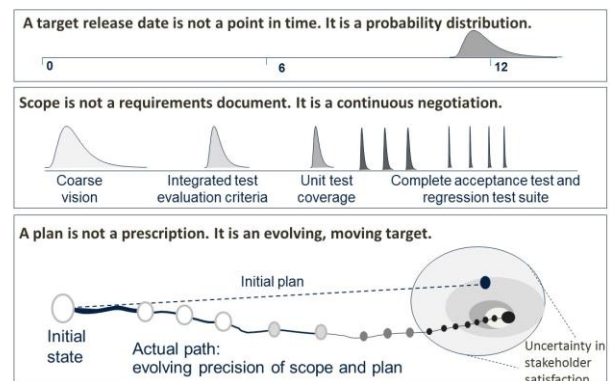 A target release date is not a point in time. It is a probability distribution.
0
6
12
Scope is not a requirements document. It is a continuous negotiation.
Coarse
vision
Integrated test
evaluation criteria
Unit test
coverage
Complete acceptance test and
regression test suite
A plan is not a prescription. It is an evolving, moving target.
Initial plan
Initial
state
Actual path:
evolving precision of scope and plan
Uncertainty in
stakeholder
satisfaction